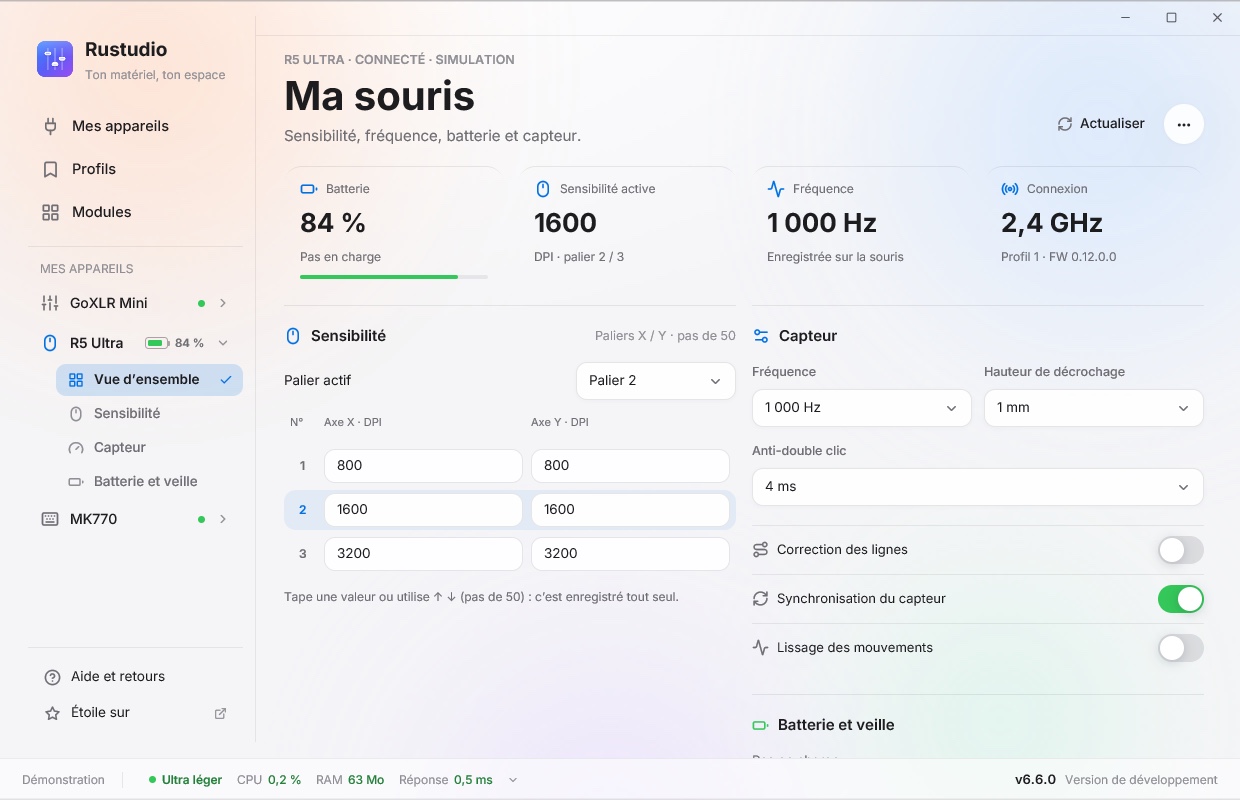 Rustudio
Ton matériel, ton espace
Mes appareils
Profils
Modules
MES APPAREILS
GoXLR Mini
R5 Ultra 84 %
Vue d’ensemble
Sensibilité
Capteur
Batterie et veille
MK770
Aide et retours
Étoile sur
R5 ULTRA · CONNECTÉ · SIMULATION
Ma souris
Sensibilité, fréquence, batterie et capteur.
Actualiser
Batterie
84 %
Pas en charge
Sensibilité active
1600
DPI · palier 2 / 3
Fréquence
1 000 Hz
Enregistrée sur la souris
Connexion
2,4 GHz
Profil 1 · FW 0.12.0.0
Sensibilité Paliers X / Y · pas de 50
Palier actif Palier 2
N° Axe X · DPI Axe Y · DPI
1 800 800
2 1600 1600
3 3200 3200
Tape une valeur ou utilise ↑ ↓ (pas de 50) : c’est enregistré tout seul.
Capteur
Fréquence Hauteur de décrochage
1 000 Hz 1 mm
Anti-double clic
4 ms
Correction des lignes
Synchronisation du capteur
Lissage des mouvements
Batterie et veille
Démonstration Ultra léger CPU 0,2 % RAM 63 Mo Réponse 0,5 ms v6.6.0 Version de développement